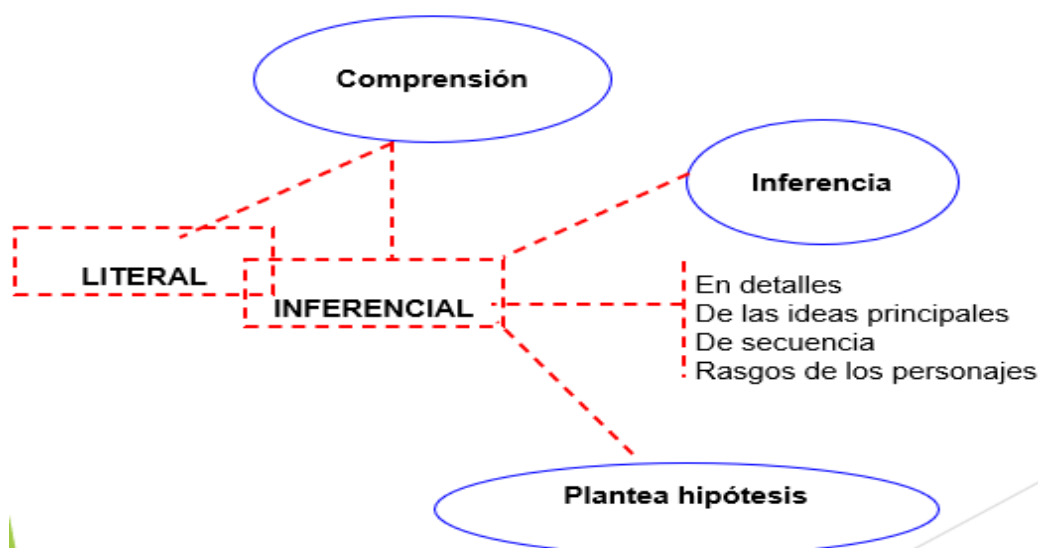 Comprensión
Inferencia
LITERAL
INFERENCIAL
En detalles
De las ideas principales
De secuencia
Rasgos de los personajes
Plantea hipótesis